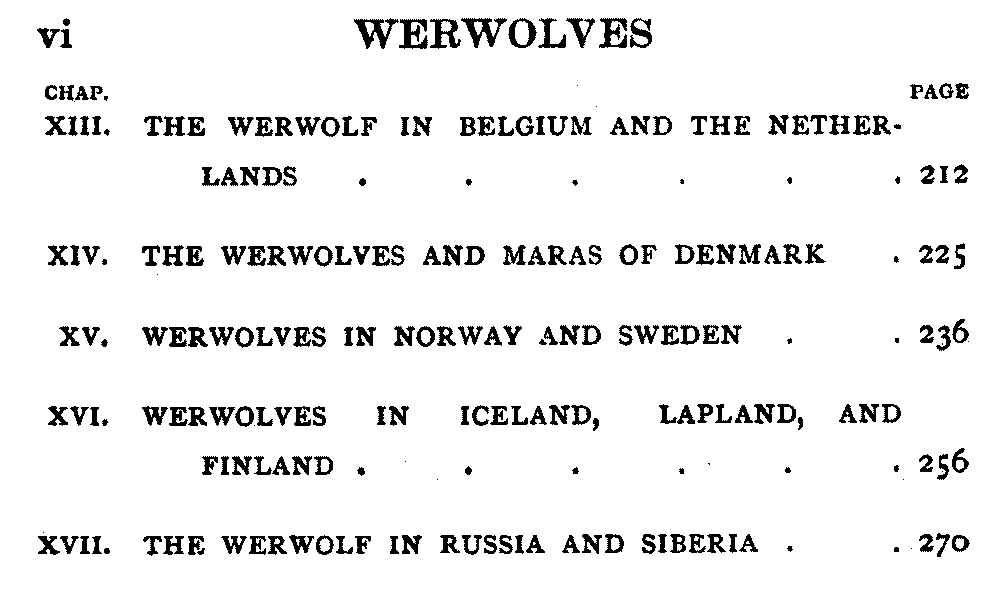 vi WERWOLVES
CHAP. PAGE
XIII. THE WERWOLF IN BELGIUM AND THE NETHER-
LANDS . . . . . . 212
XIV. THE WERWOLVES AND MARAS OF DENMARK . 225
XV. WERWOLVES IN NORWAY AND SWEDEN . . 236
XVI. WERWOLVES IN ICELAND, LAPLAND, AND
FINLAND . . . . . . 256
XVII. THE WERWOLF IN RUSSIA AND SIBERIA . . 270